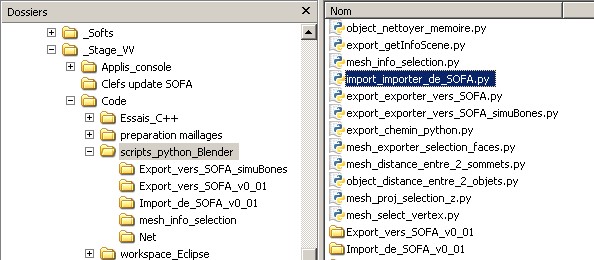 Dossiers
_Softs
_Stage_VV
Applis_console
Clefs update SOFA
Code
Essais_C++
preparation maillages
scripts_python_Blender
Export_vers_SOFA_simuBones
Export_vers_SOFA_v0_01
Import_de_SOFA_v0_01
mesh_info_selection
Net
workspace_Eclipse
Nom
object_nettoyer_memoire.py
export_getInfoScene.py
mesh_info_selection.py
import_importer_de_SOFA.py
export_exporter_vers_SOFA.py
export_exporter_vers_SOFA_simuBones.py
export_chemin_python.py
mesh_exporter_selection_faces.py
mesh_distance_entre_2_sommets.py
object_distance_entre_2_objets.py
mesh_proj_selection_z.py
mesh_select_vertex.py
Export_vers_SOFA_v0_01
Import_de_SOFA_v0_01